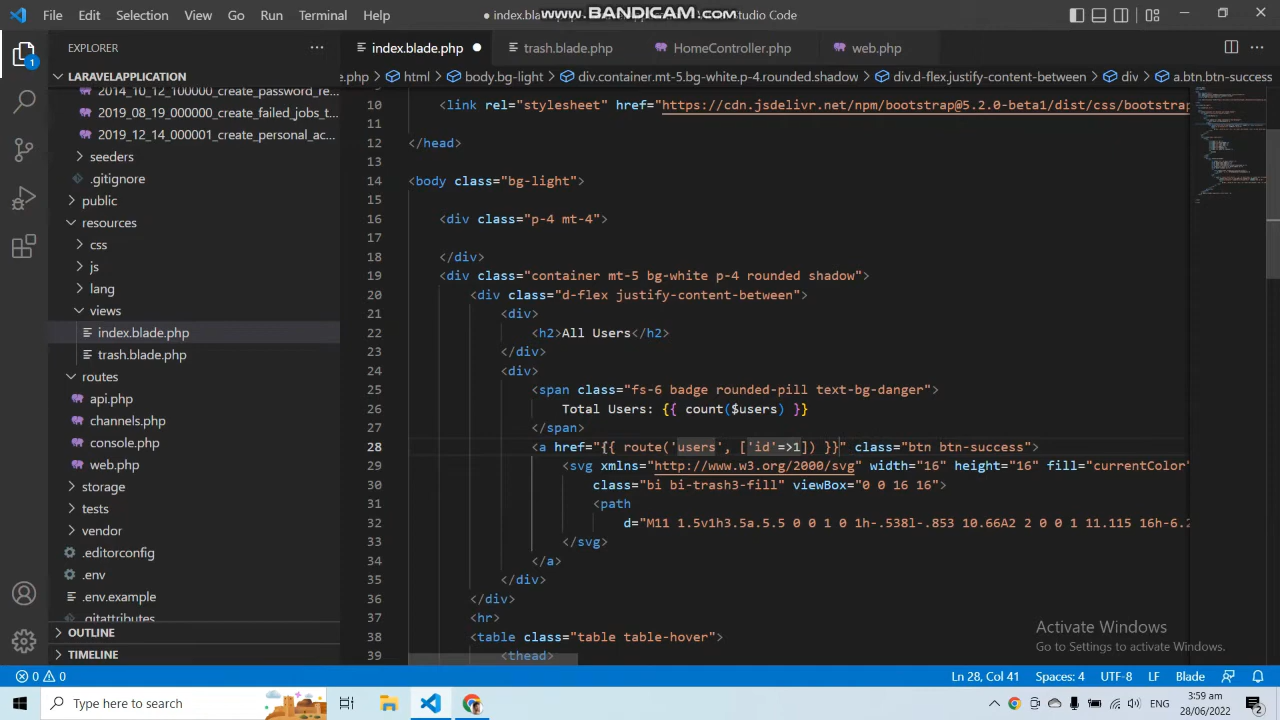 File Edit Selection View Go Run Terminal Help
index.bla
www.BANDICAM.com
Studio Code
EXPLORER
LARAVELAPPLICATION
2014_10_12_100000_create_password_re...
2019_08_19_000000_create_failed_jobs_t...
2019_12_14_000001_create_personal_ac...
seeders
.gitignore
public
resources
css
js
lang
views
index.blade.php
trash.blade.php
routes
api.php
channels.php
console.php
web.php
storage
tests
vendor
.editorconfig
.env
.env.example
.gitattributes
OUTLINE
TIMELINE
index.blade.php trash.blade.php HomeController.php web.php
e.php > html > body.bg-light > div.container.mt-5.bg-white.p-4.rounded.shadow > div.d-flex.justify-content-between > div > a.btn.btn-success
10 <link rel="stylesheet" href="https://cdn.jsdelivr.net/npm/bootstrap@5.2.0-beta1/dist/css/bootstrap
11
12 </head>
13
14 <body class="bg-light">
15
16 <div class="p-4 mt-4">
17
18 </div>
19 <div class="container mt-5 bg-white p-4 rounded shadow">
20 <div class="d-flex justify-content-between">
21 <div>
22 <h2>All Users</h2>
23 </div>
24 <div>
25 <span class="fs-6 badge rounded-pill text-bg-danger">
26 Total Users: {{ count($users) }}
27 </span>
28 <a href="{{ route('users', ['id'=>1]) }}" class="btn btn-success">
29 <svg xmlns="http://www.w3.org/2000/svg" width="16" height="16" fill="currentColor"
30 class="bi bi-trash3-fill" viewBox="0 0 16 16">
31 <path
32 d="M11 1.5v1h3.5a.5.5 0 0 1 0 1h-.538l-.853 10.66A2 2 0 0 1 11.115 16h-6.2
33 </svg>
34 </a>
35 </div>
36 </div>
37 <hr>
38 <table class="table table-hover">
39 <thead>
Activate Windows
Go to Settings to activate Windows.
0 0
Ln 28, Col 41 Spaces: 4 UTF-8 LF Blade
Type here to search
ENG
3:59 am
28/06/2022
2